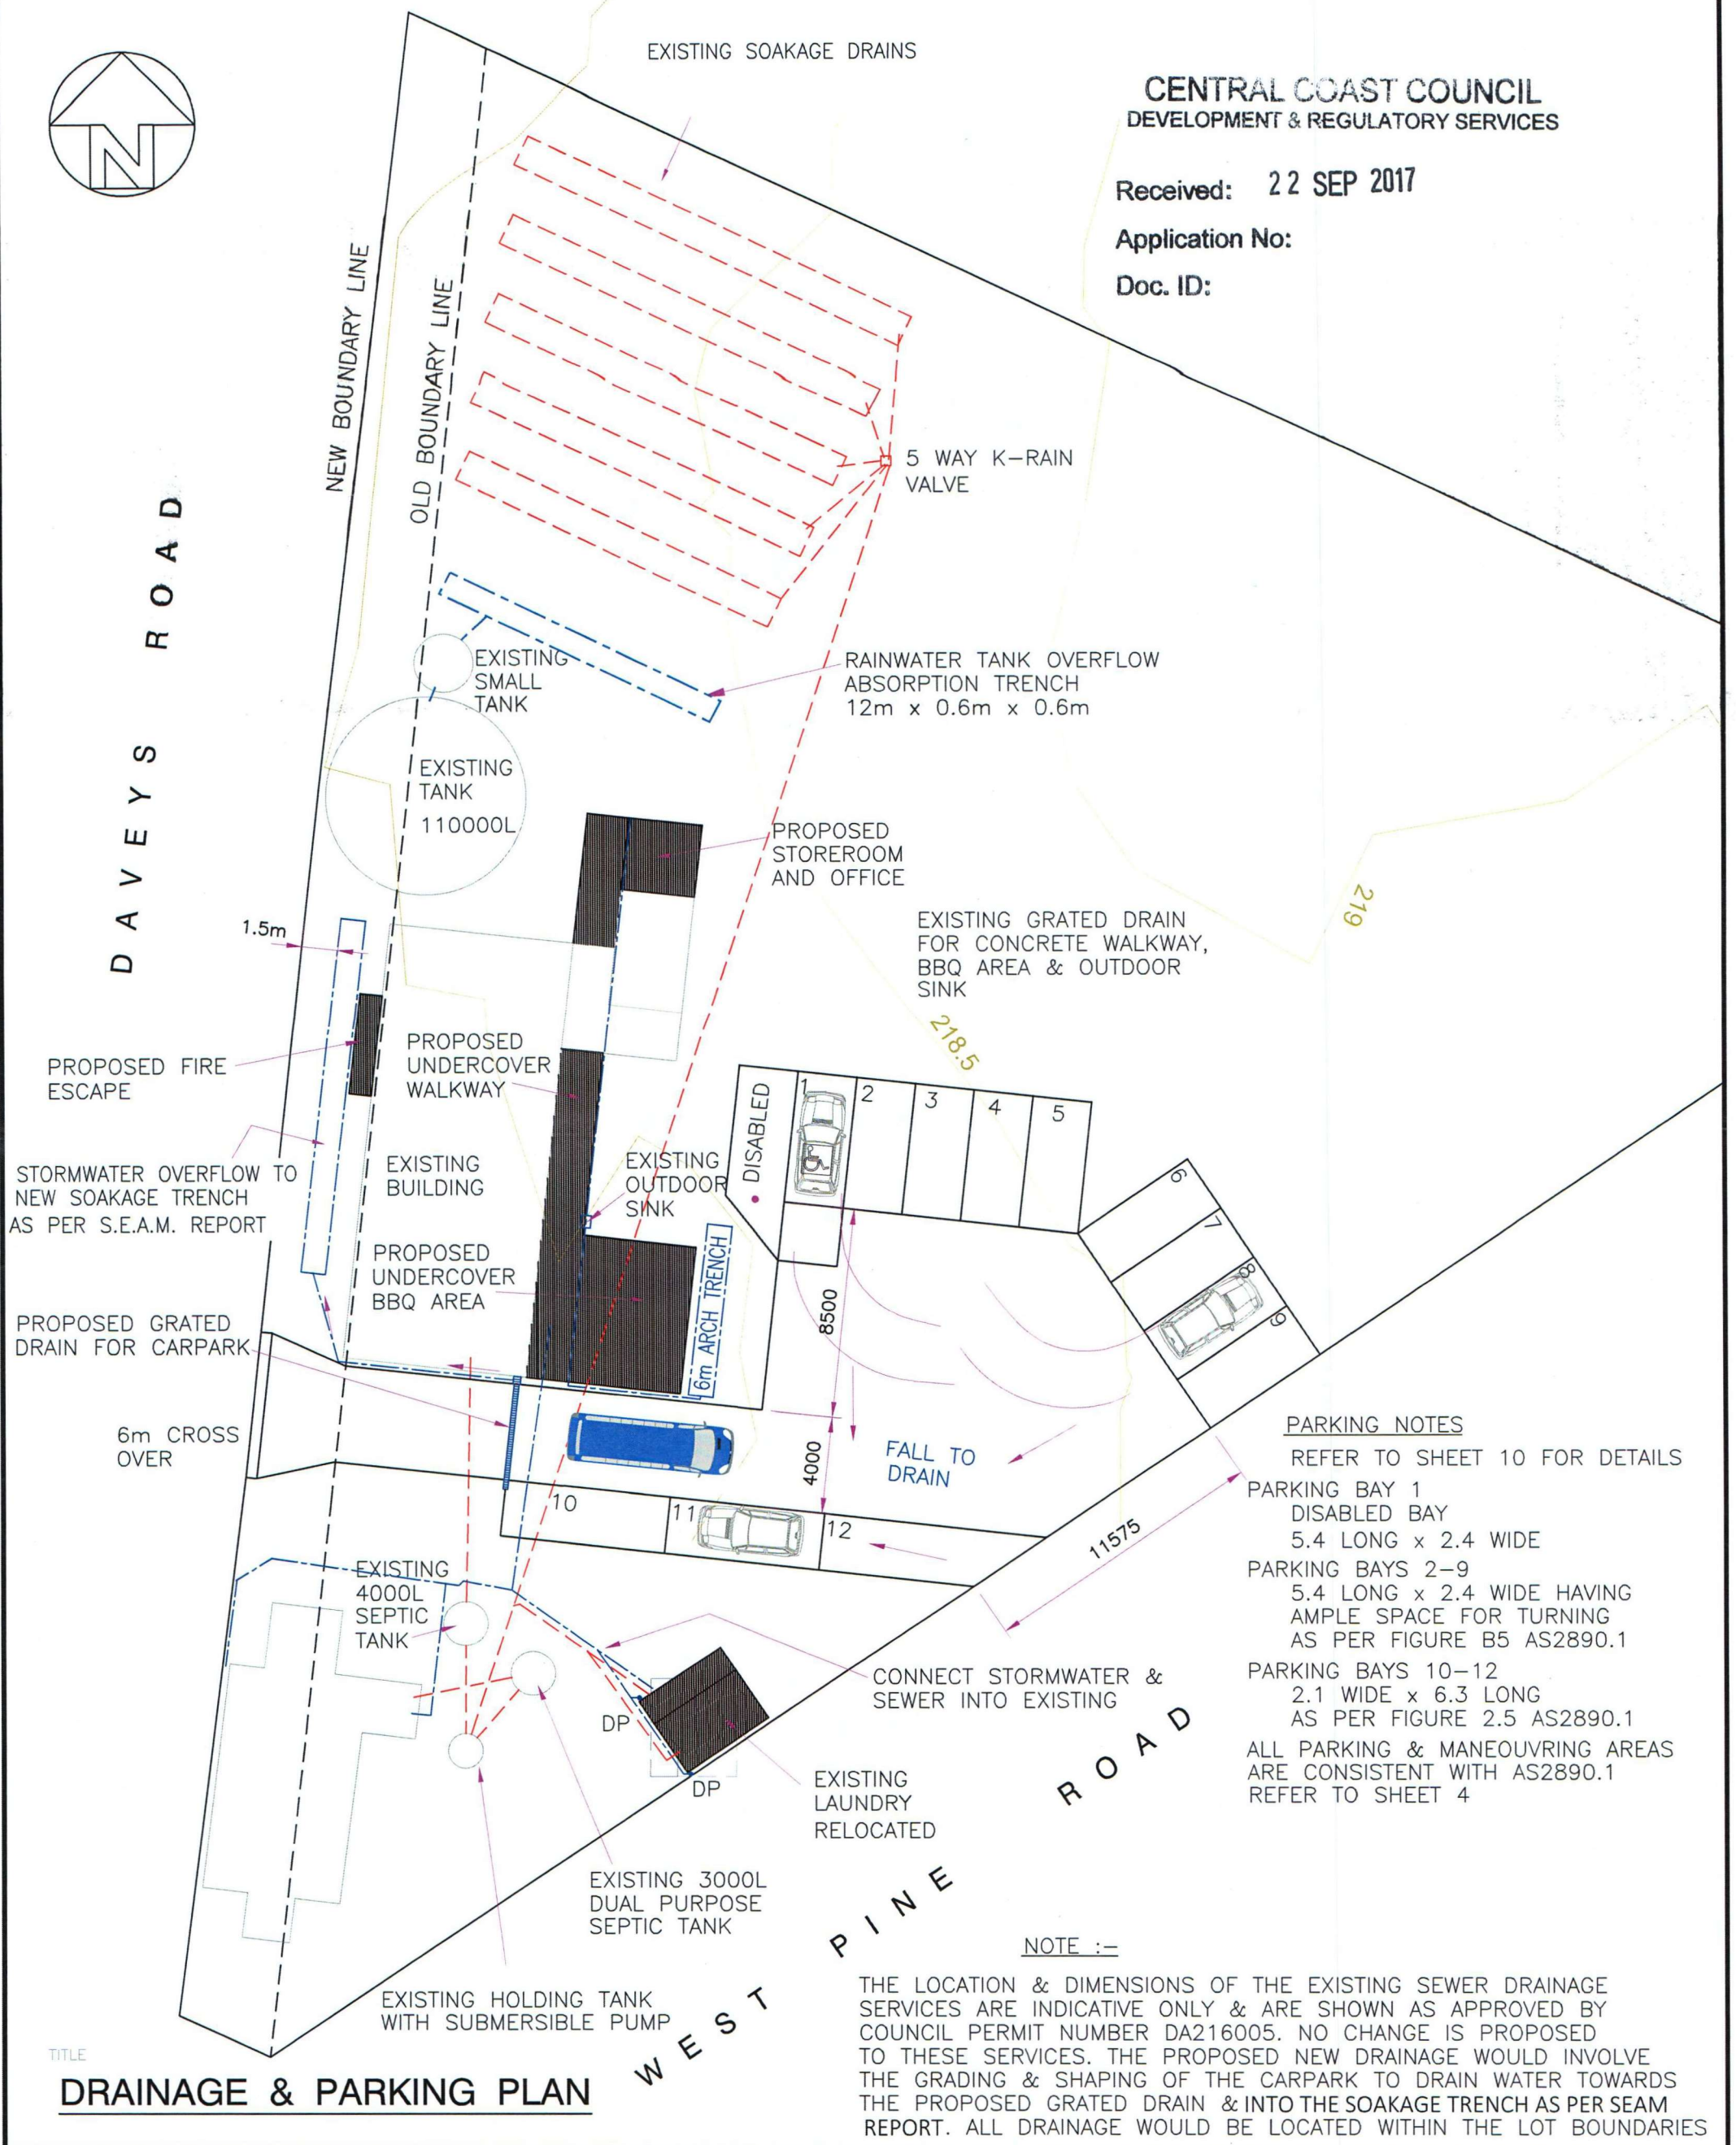 EXISTING SOAKAGE DRAINS
N
CENTRAL COAST COUNCIL
DEVELOPMENT & REGULATORY SERVICES
Received: 22 SEP 2017
Application No:
Doc. ID:
NEW BOUNDARY LINE
OLD BOUNDARY LINE
5 WAY K-RAIN
VALVE
DAVEYS ROAD
EXISTING
SMALL
TANK
RAINWATER TANK OVERFLOW
ABSORPTION TRENCH
12m x 0.6m x 0.6m
EXISTING
TANK
110000L
PROPOSED
STOREROOM
AND OFFICE
219
1.5m
EXISTING GRATED DRAIN
FOR CONCRETE WALKWAY,
BBQ AREA & OUTDOOR
SINK
218.5
PROPOSED FIRE
ESCAPE
PROPOSED
UNDERCOVER
WALKWAY
DISABLED
1
2
3
4
5
STORMWATER OVERFLOW TO
NEW SOAKAGE TRENCH
AS PER S.E.A.M. REPORT
EXISTING
BUILDING
EXISTING
OUTDOOR
SINK
6
7
8
9
PROPOSED
UNDERCOVER
BBQ AREA
6m ARCH TRENCH
8500
PROPOSED GRATED
DRAIN FOR CARPARK
6m CROSS
OVER
4000
FALL TO
DRAIN
10
11
12
11575
PARKING NOTES
REFER TO SHEET 10 FOR DETAILS
PARKING BAY 1
DISABLED BAY
5.4 LONG x 2.4 WIDE
PARKING BAYS 2-9
5.4 LONG x 2.4 WIDE HAVING
AMPLE SPACE FOR TURNING
AS PER FIGURE B5 AS2890.1
PARKING BAYS 10-12
2.1 WIDE x 6.3 LONG
AS PER FIGURE 2.5 AS2890.1
ALL PARKING & MANEOUVRING AREAS
ARE CONSISTENT WITH AS2890.1
REFER TO SHEET 4
EXISTING
4000L
SEPTIC
TANK
CONNECT STORMWATER &
SEWER INTO EXISTING
DP
DP
EXISTING
LAUNDRY
RELOCATED
EXISTING 3000L
DUAL PURPOSE
SEPTIC TANK
EXISTING HOLDING TANK
WITH SUBMERSIBLE PUMP
WEST PINE ROAD
NOTE :-
THE LOCATION & DIMENSIONS OF THE EXISTING SEWER DRAINAGE
SERVICES ARE INDICATIVE ONLY & ARE SHOWN AS APPROVED BY
COUNCIL PERMIT NUMBER DA216005. NO CHANGE IS PROPOSED
TO THESE SERVICES. THE PROPOSED NEW DRAINAGE WOULD INVOLVE
THE GRADING & SHAPING OF THE CARPARK TO DRAIN WATER TOWARDS
THE PROPOSED GRATED DRAIN & INTO THE SOAKAGE TRENCH AS PER SEAM
REPORT. ALL DRAINAGE WOULD BE LOCATED WITHIN THE LOT BOUNDARIES
TITLE
DRAINAGE & PARKING PLAN